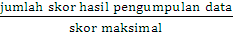 jumlah skor hasil pengumpulan data
skor maksimal